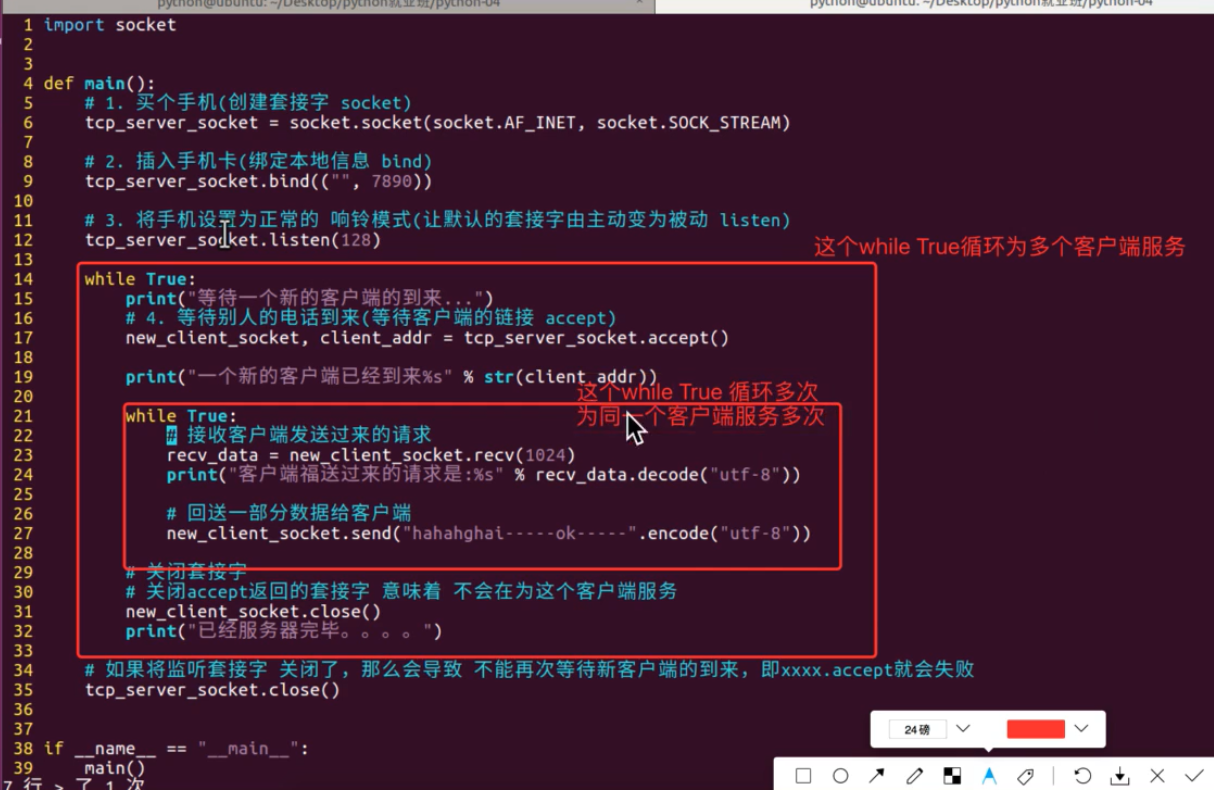 python@ubuntu: ~/Desktop/python就业班/python-04 × python@ubuntu: ~/Desktop/python就业班/python-04
1 import socket
2
3
4 def main():
5 # 1. 买个手机(创建套接字 socket)
6 tcp_server_socket = socket.socket(socket.AF_INET, socket.SOCK_STREAM)
7
8 # 2. 插入手机卡(绑定本地信息 bind)
9 tcp_server_socket.bind(("", 7890))
10
11 # 3. 将手机设置为正常的 响铃模式(让默认的套接字由主动变为被动 listen)
12 tcp_server_socket.listen(128)
这个while True循环为多个客户端服务
13
14 while True:
15 print("等待一个新的客户端的到来...")
16 # 4. 等待别人的电话到来(等待客户端的链接 accept)
17 new_client_socket, client_addr = tcp_server_socket.accept()
18
19 print("一个新的客户端已经到来%s" % str(client_addr))
20
这个while True 循环多次
为同一个客户端服务多次
21 while True:
22 # 接收客户端发送过来的请求
23 recv_data = new_client_socket.recv(1024)
24 print("客户端福送过来的请求是:%s" % recv_data.decode("utf-8"))
25
26 # 回送一部分数据给客户端
27 new_client_socket.send("hahahghai-----ok-----".encode("utf-8"))
28
29 # 关闭套接字
30 # 关闭accept返回的套接字 意味着 不会在为这个客户端服务
31 new_client_socket.close()
32 print("已经服务器完毕。。。。")
33
34 # 如果将监听套接字 关闭了，那么会导致 不能再次等待新客户端的到来，即xxxx.accept就会失败
35 tcp_server_socket.close()
36
37
38 if __name__ == "__main__":
39 main()
7 行 > 了 1 次
24磅